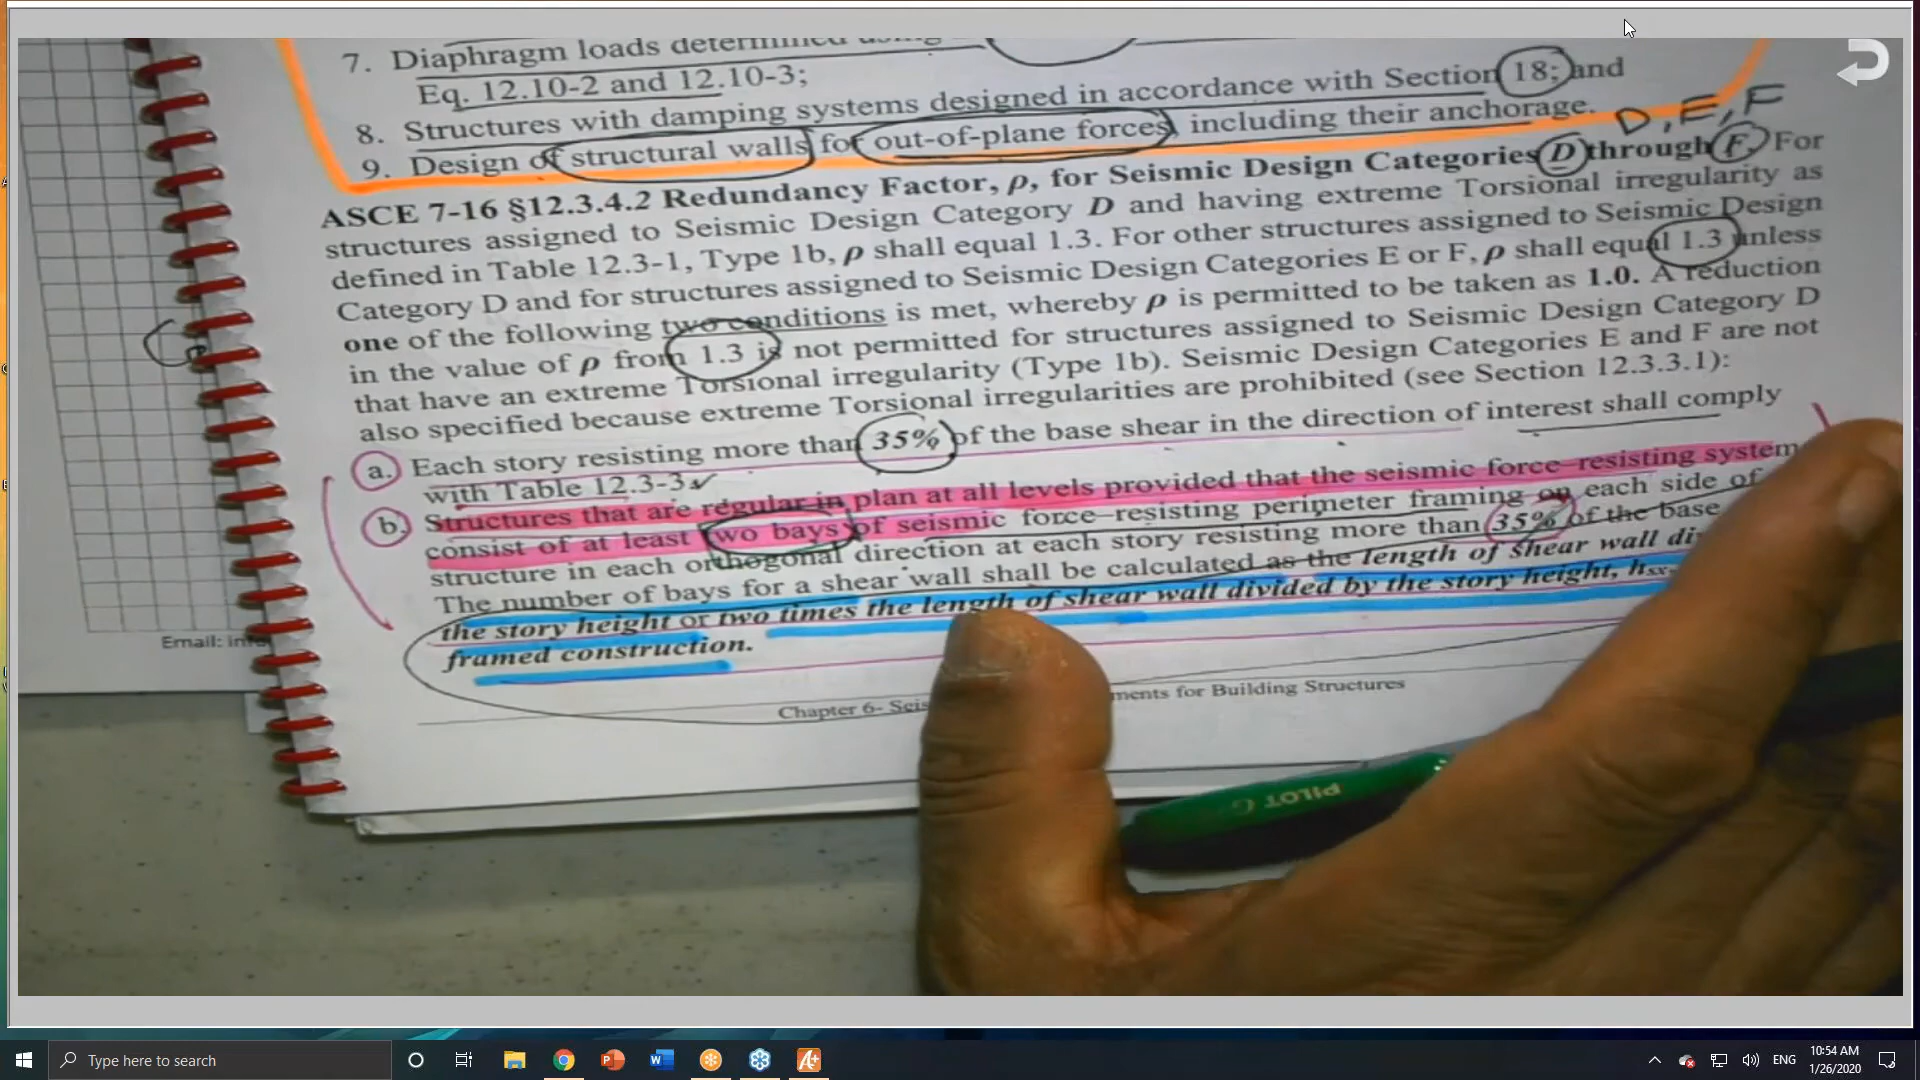 7. Diaphragm loads determined using
Eq. 12.10-2 and 12.10-3;
8. Structures with damping systems designed in accordance with Section 18; and
9. Design of structural walls for out-of-plane forces, including their anchorage.
D, E, F
ASCE 7-16 §12.3.4.2 Redundancy Factor, ρ, for Seismic Design Categories D through F. For
structures assigned to Seismic Design Category D and having extreme Torsional irregularity as
defined in Table 12.3-1, Type 1b, ρ shall equal 1.3. For other structures assigned to Seismic Design
Category D and for structures assigned to Seismic Design Categories E or F, ρ shall equal 1.3 unless
one of the following two conditions is met, whereby ρ is permitted to be taken as 1.0. A reduction
in the value of ρ from 1.3 is not permitted for structures assigned to Seismic Design Category D
that have an extreme Torsional irregularity (Type 1b). Seismic Design Categories E and F are not
also specified because extreme Torsional irregularities are prohibited (see Section 12.3.3.1):
a. Each story resisting more than 35% of the base shear in the direction of interest shall comply
with Table 12.3-3
b. Structures that are regular in plan at all levels provided that the seismic force–resisting system
consist of at least two bays of seismic force–resisting perimeter framing on each side of
structure in each orthogonal direction at each story resisting more than 35% of the base
The number of bays for a shear wall shall be calculated as the length of shear wall
the story height or two times the length of shear wall divided by the story height, hsx,
framed construction.
Email:
Chapter 6- for Building Structures
PILOT G
Type here to search
ENG
10:54 AM
1/26/2020